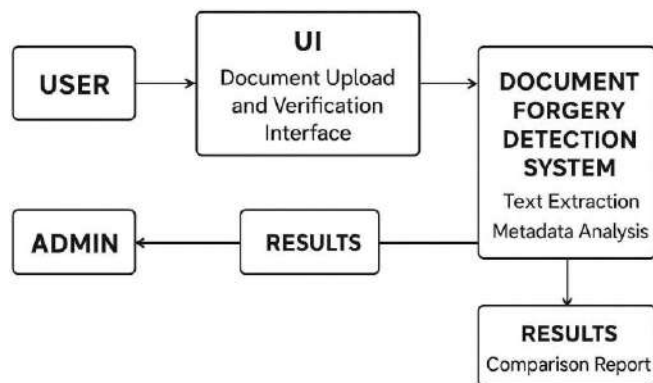 USER
UI
Document Upload
and Verification
Interface
DOCUMENT
FORGERY
DETECTION
SYSTEM
Text Extraction
Metadata Analysis
ADMIN
RESULTS
RESULTS
Comparison Report